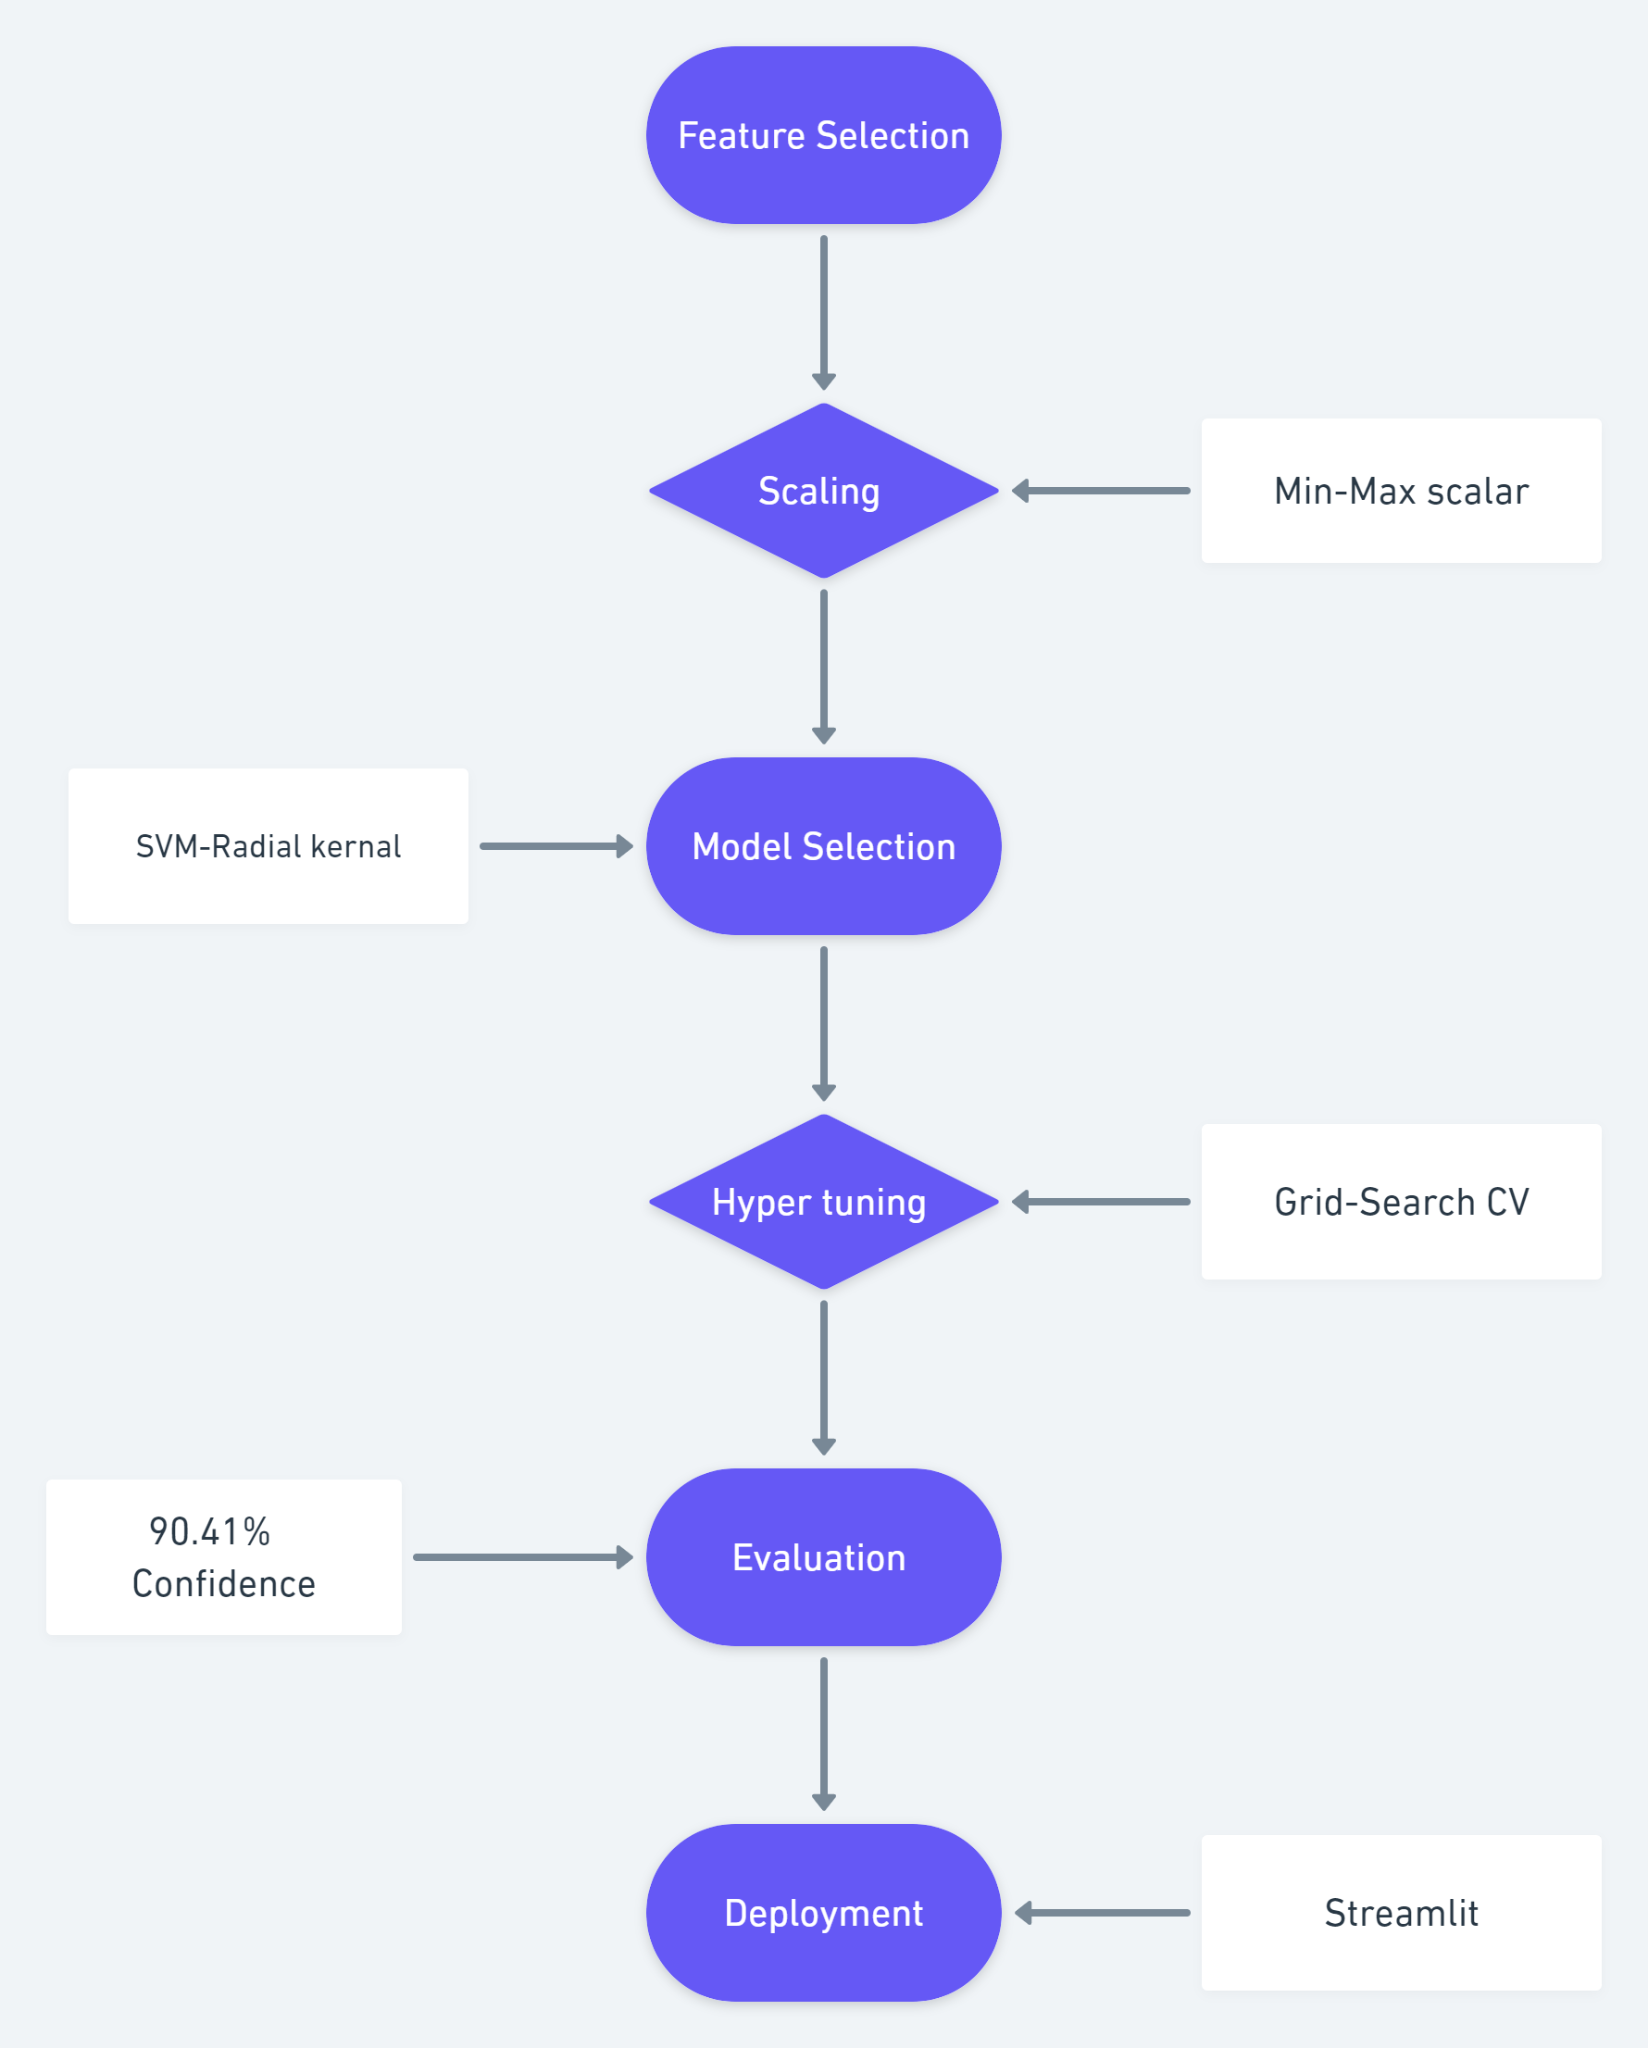 Feature Selection
Scaling
Min-Max scalar
SVM-Radial kernal
Model Selection
Hyper tuning
Grid-Search CV
90.41%
Confidence
Evaluation
Deployment
Streamlit